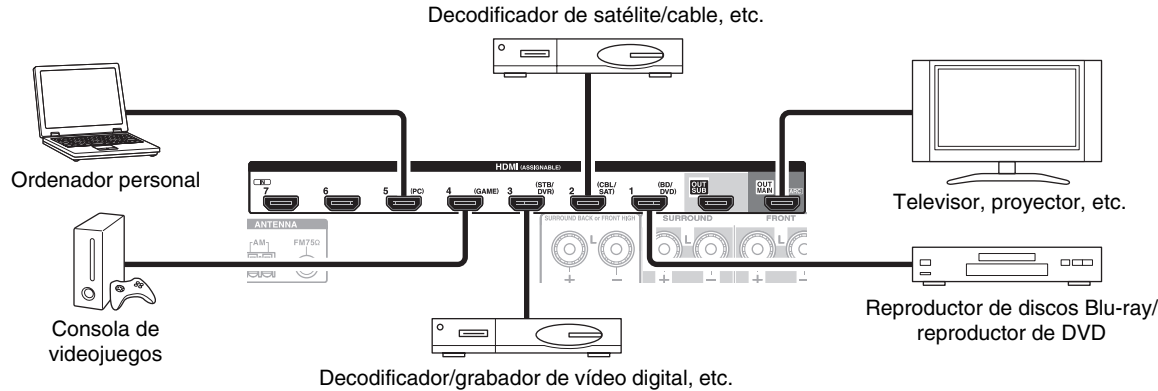 Decodificador de satélite/cable, etc.
Ordenador personal
HDMI (ASSIGNABLE)
IN
7
6
5 (PC)
4 (GAME)
3 (STB/DVR)
2 (CBL/SAT)
1 (BD/DVD)
OUT SUB
OUT MAIN (ARC)
Televisor, proyector, etc.
ANTENNA
AM
FM75Ω
SURROUND BACK or FRONT HIGH
SURROUND
FRONT
L
L
L
+ −
+ −
+ −
Consola de
videojuegos
Reproductor de discos Blu-ray/
reproductor de DVD
Decodificador/grabador de vídeo digital, etc.